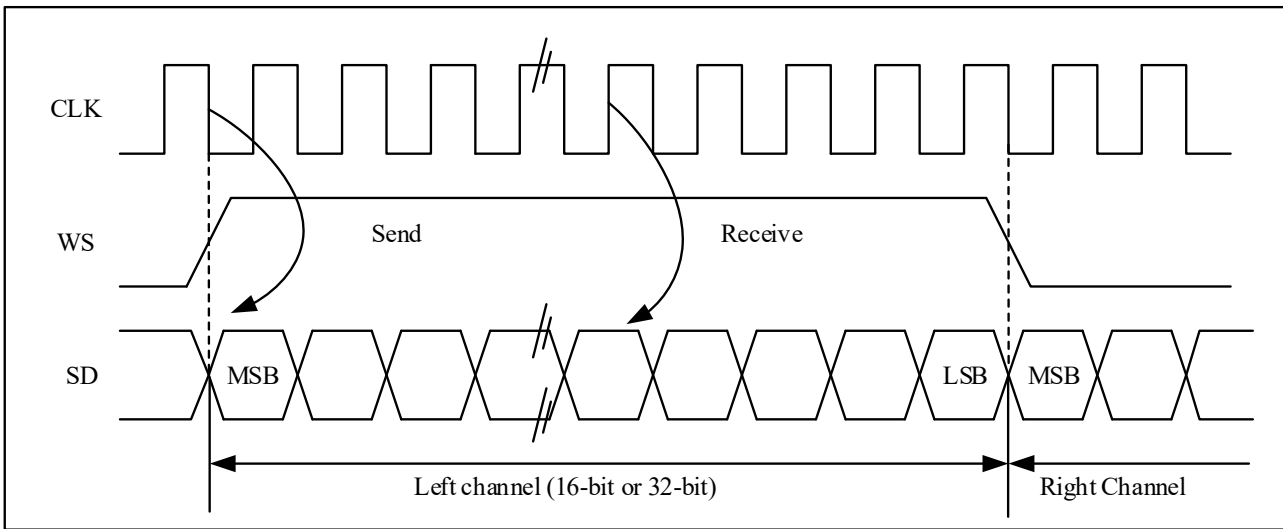 CLK
WS
Send
Receive
SD
MSB
LSB
MSB
Left channel (16-bit or 32-bit)
Right Channel